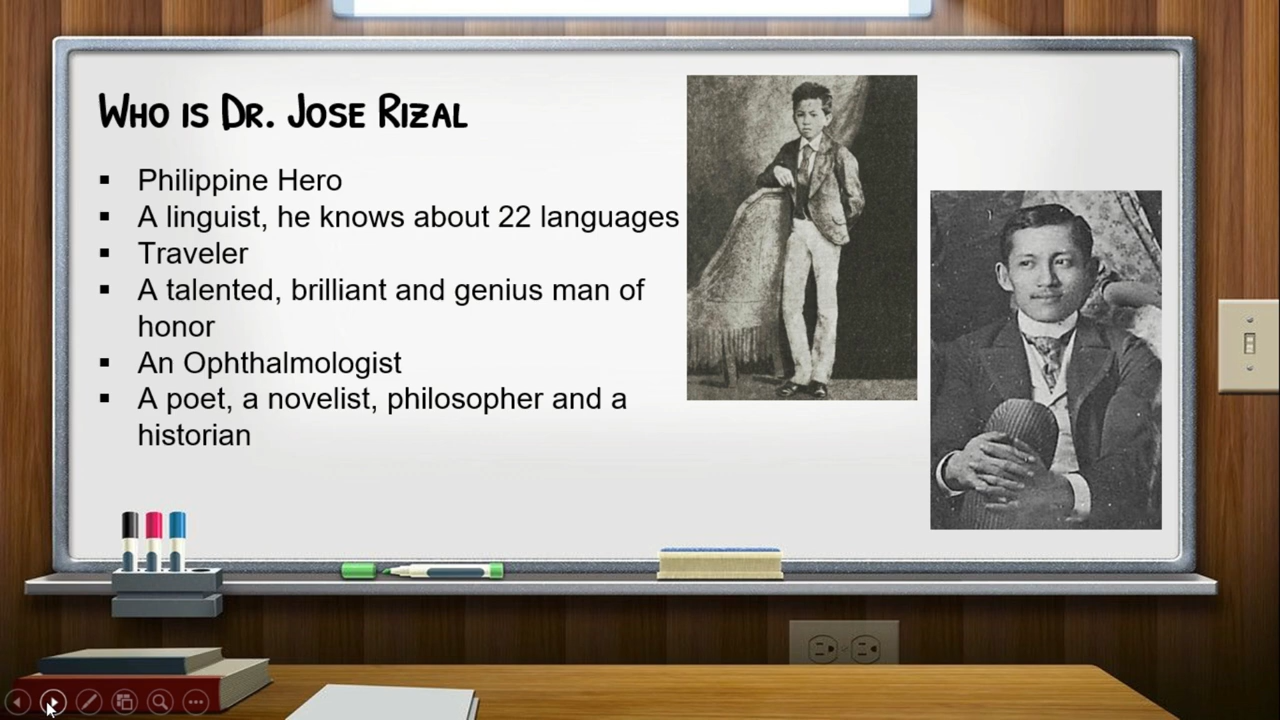 Who is Dr. Jose Rizal
▪ Philippine Hero
▪ A linguist, he knows about 22 languages
▪ Traveler
▪ A talented, brilliant and genius man of
honor
▪ An Ophthalmologist
▪ A poet, a novelist, philosopher and a
historian